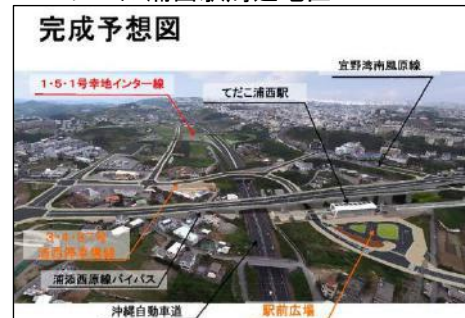 完成予想図
宜野湾南風原線
1・5・1号幸地インター線
てだこ浦西駅
浦添西原線バイパス
沖縄自動車道
駅前広場